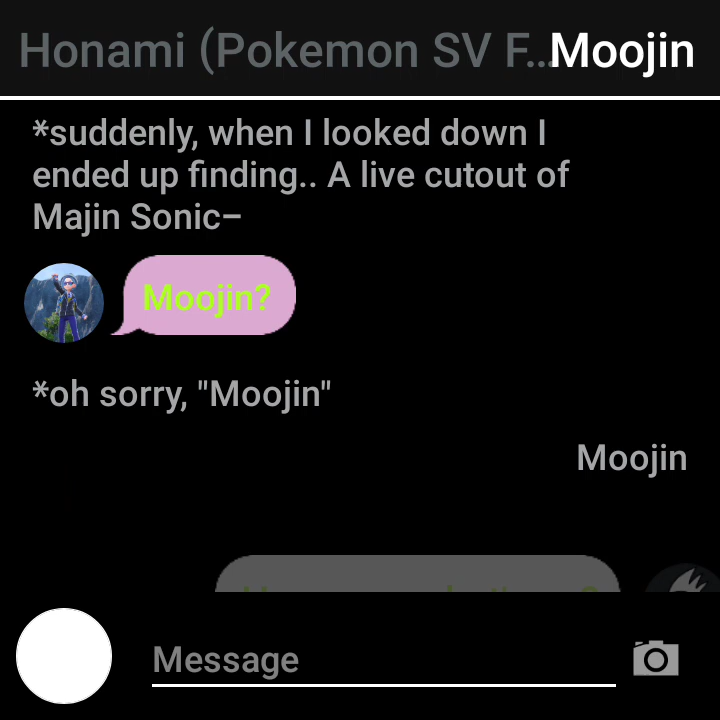 Honami (Pokemon SV F...Moojin
*suddenly, when I looked down I
ended up finding.. A live cutout of
Majin Sonic–
Moojin?
*oh sorry, "Moojin"
Moojin
Message